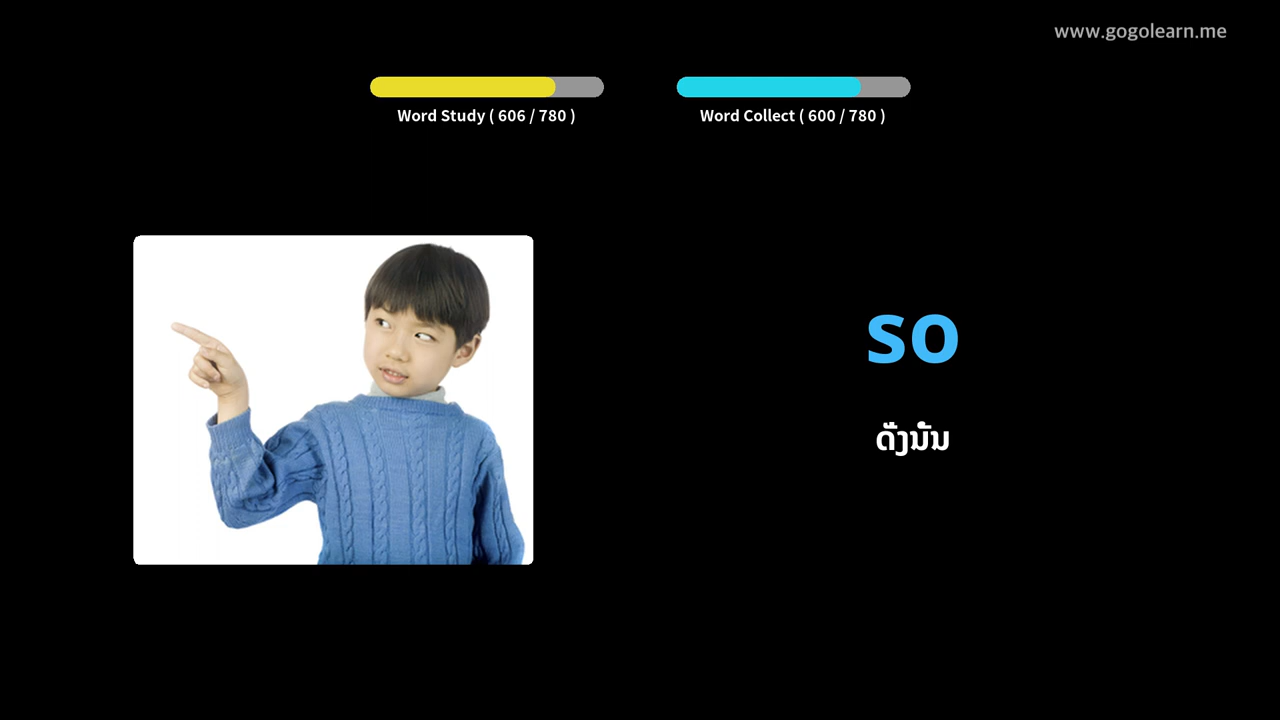 www.gogolearn.me
Word Study ( 606 / 780 )
Word Collect ( 600 / 780 )
so
ດັ່ງນັ້ນ